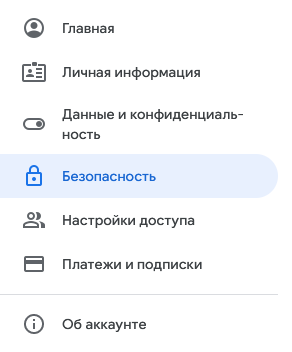 Главная
Личная информация
Данные и конфиденциаль-
ность
Безопасность
Настройки доступа
Платежи и подписки
Об аккаунте